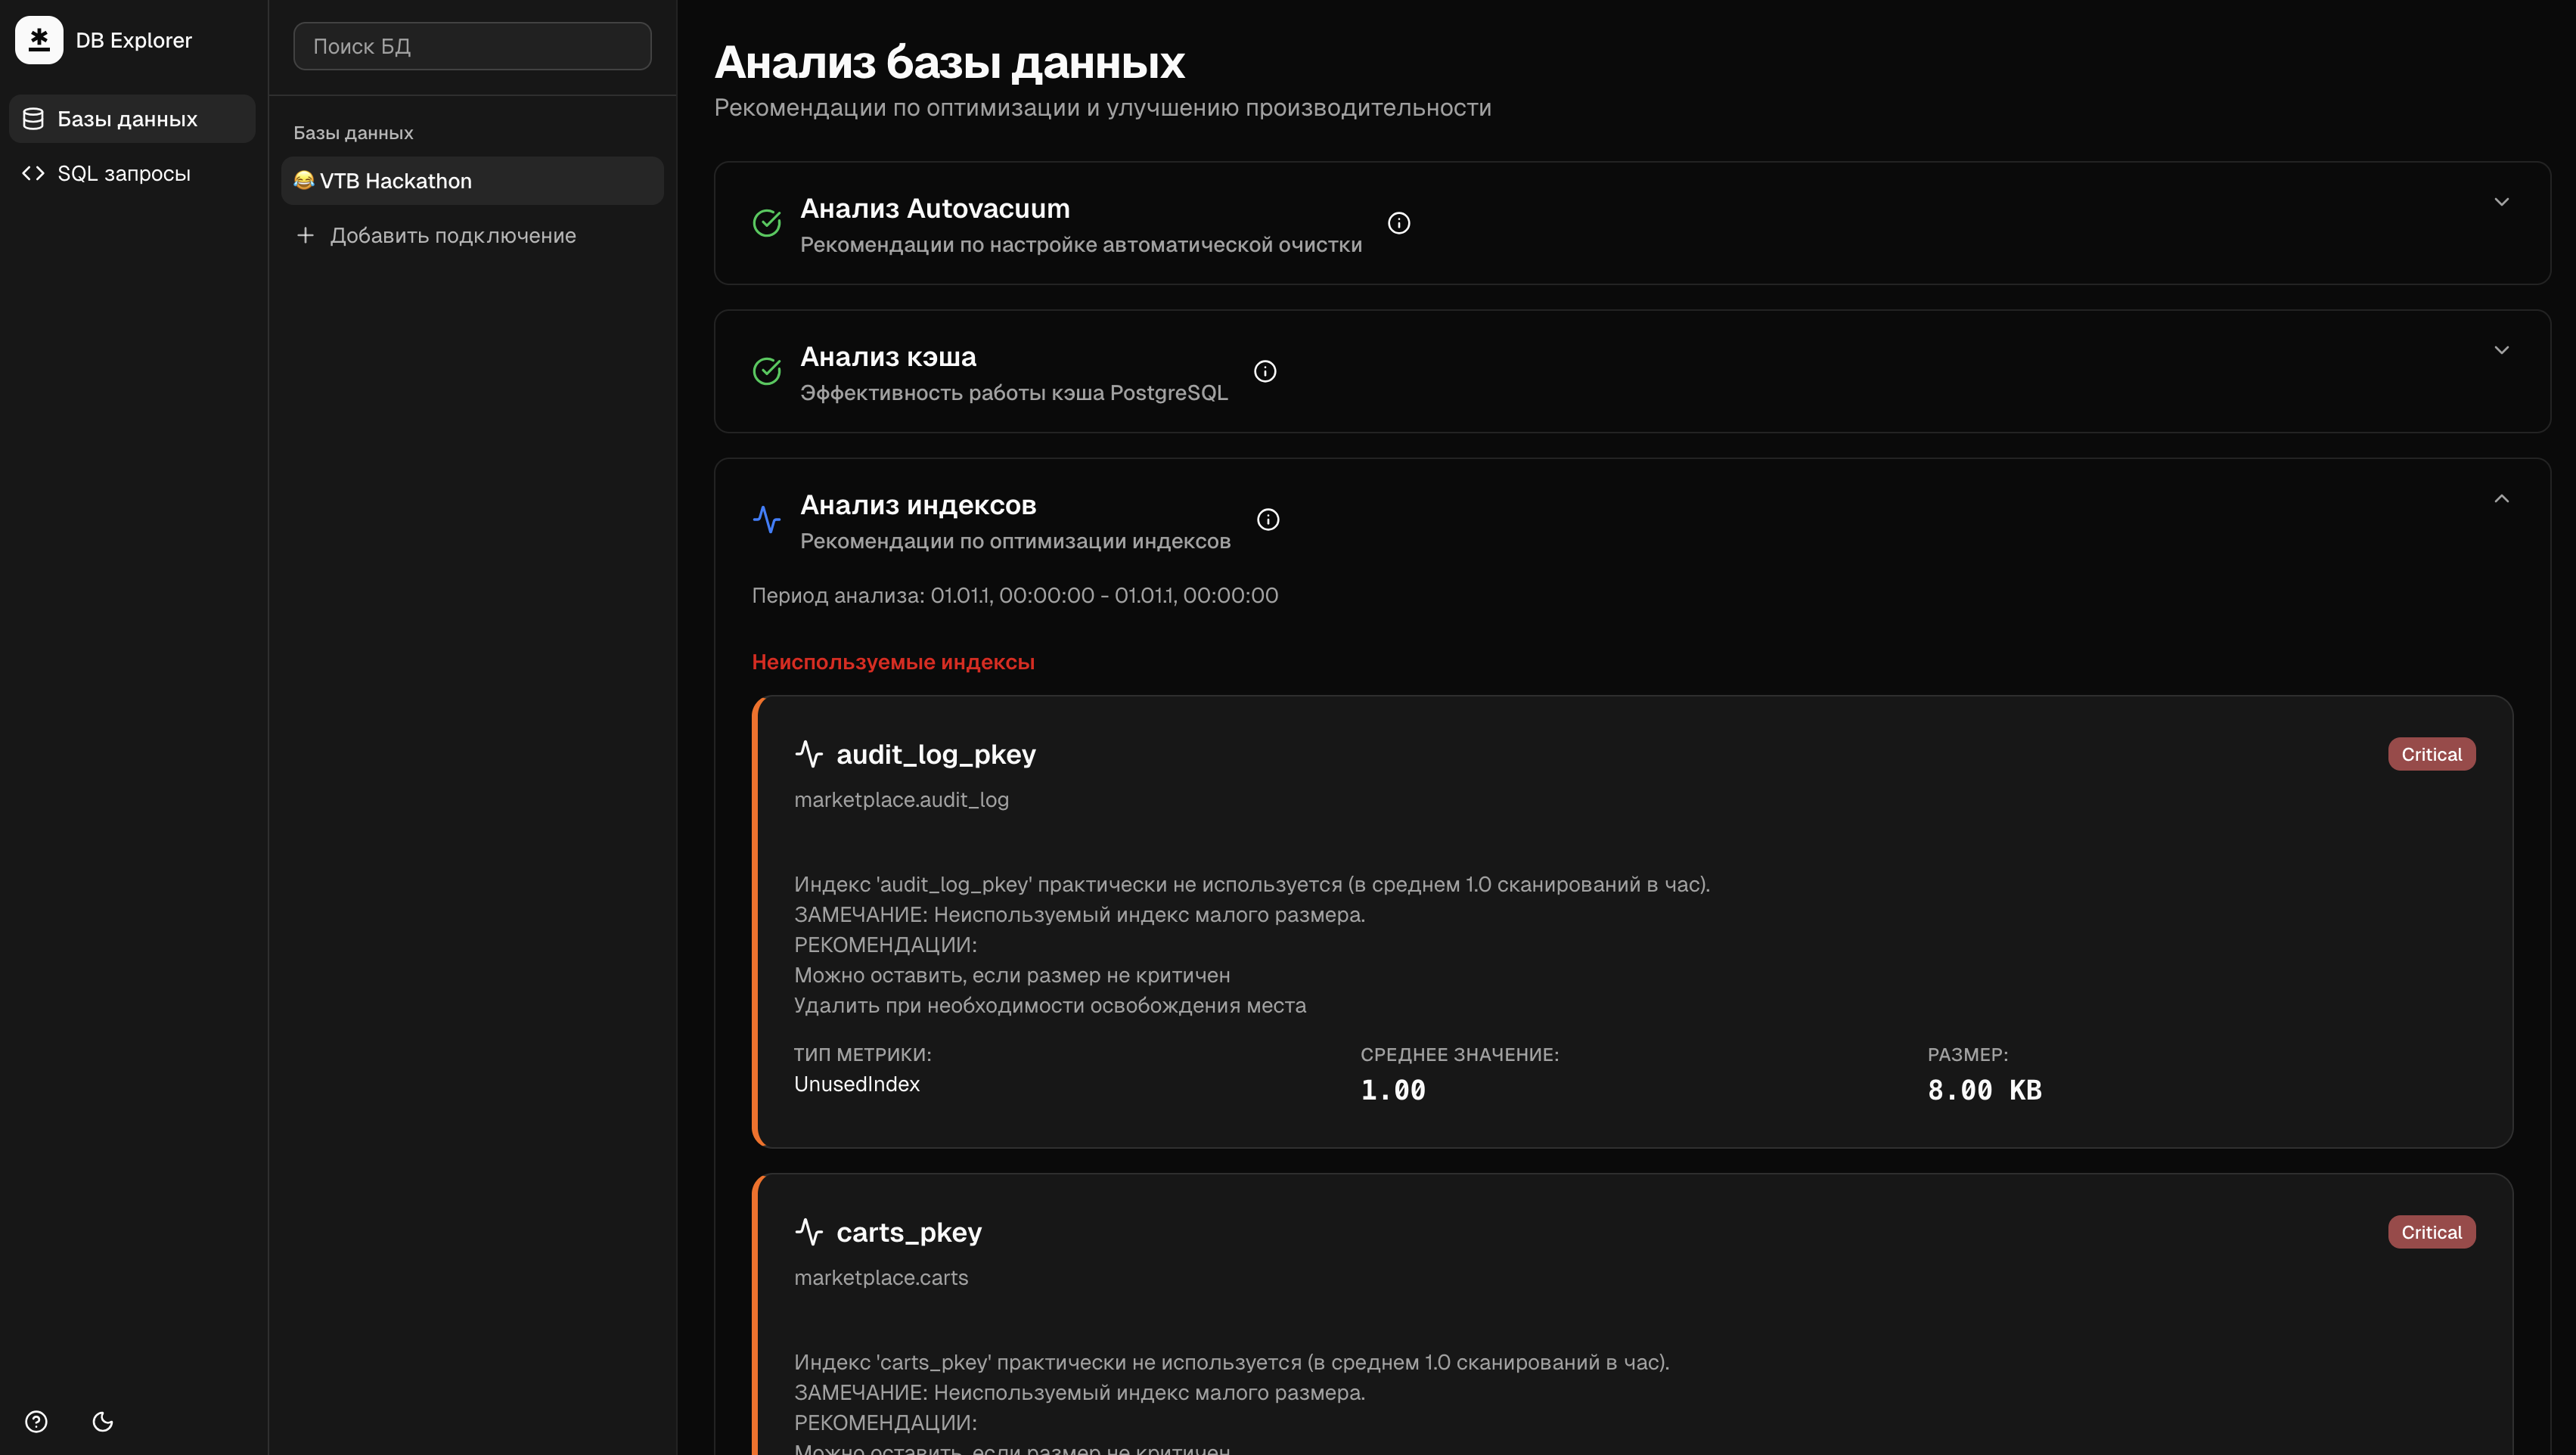 DB Explorer
Базы данных
SQL запросы
Поиск БД
Базы данных
😂 VTB Hackathon
Добавить подключение
Анализ базы данных
Рекомендации по оптимизации и улучшению производительности
Анализ Autovacuum
Рекомендации по настройке автоматической очистки
Анализ кэша
Эффективность работы кэша PostgreSQL
Анализ индексов
Рекомендации по оптимизации индексов
Период анализа: 01.01.1, 00:00:00 - 01.01.1, 00:00:00
Неиспользуемые индексы
audit_log_pkey
Critical
marketplace.audit_log
Индекс 'audit_log_pkey' практически не используется (в среднем 1.0 сканирований в час).
ЗАМЕЧАНИЕ: Неиспользуемый индекс малого размера.
РЕКОМЕНДАЦИИ:
Можно оставить, если размер не критичен
Удалить при необходимости освобождения места
ТИП МЕТРИКИ:
UnusedIndex
СРЕДНЕЕ ЗНАЧЕНИЕ:
1.00
РАЗМЕР:
8.00 KB
carts_pkey
Critical
marketplace.carts
Индекс 'carts_pkey' практически не используется (в среднем 1.0 сканирований в час).
ЗАМЕЧАНИЕ: Неиспользуемый индекс малого размера.
РЕКОМЕНДАЦИИ:
Можно оставить, если размер не критичен